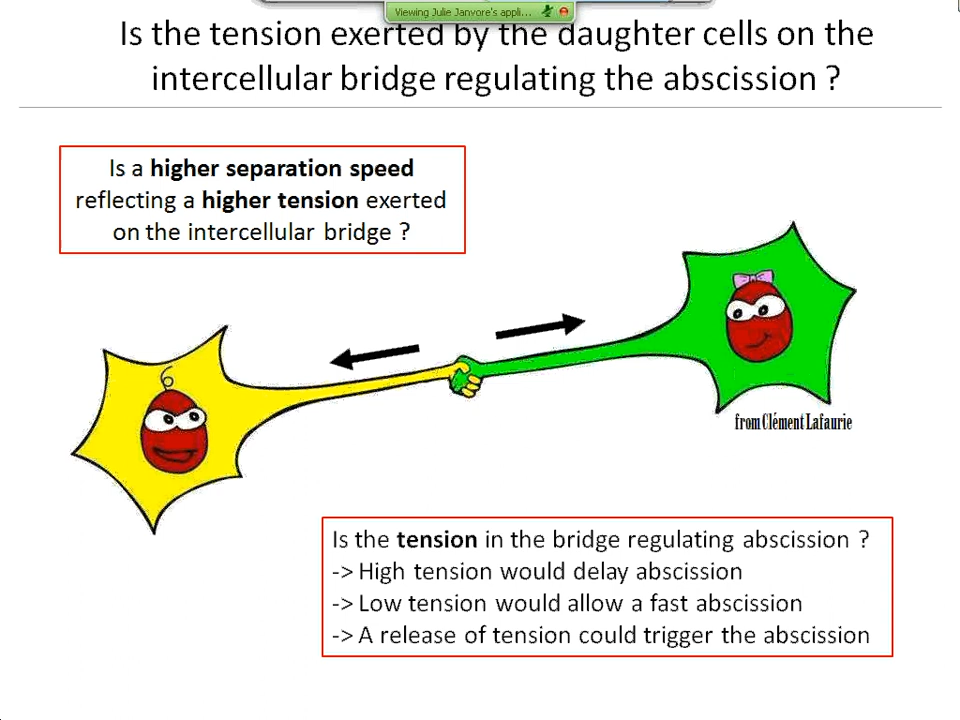 Viewing Julie Janvore's appli...
Is the tension exerted by the daughter cells on the
intercellular bridge regulating the abscission ?
Is a higher separation speed
reflecting a higher tension exerted
on the intercellular bridge ?
from Clément Lafaurie
Is the tension in the bridge regulating abscission ?
-> High tension would delay abscission
-> Low tension would allow a fast abscission
-> A release of tension could trigger the abscission